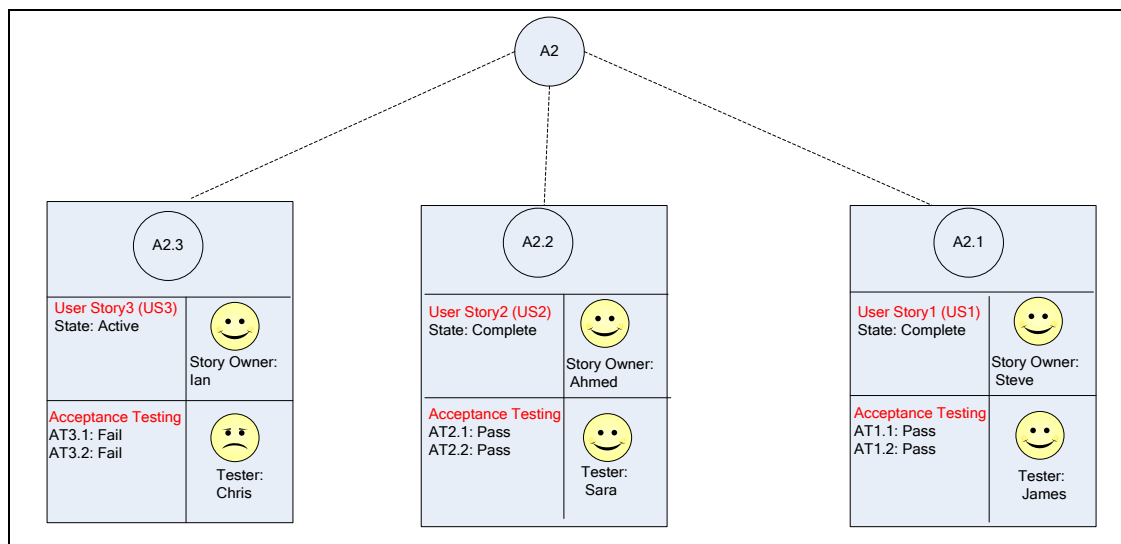 A2
A2.3
User Story3 (US3)
State: Active
Story Owner:
Ian
Acceptance Testing
AT3.1: Fail
AT3.2: Fail
Tester:
Chris
A2.2
User Story2 (US2)
State: Complete
Story Owner:
Ahmed
Acceptance Testing
AT2.1: Pass
AT2.2: Pass
Tester:
Sara
A2.1
User Story1 (US1)
State: Complete
Story Owner:
Steve
Acceptance Testing
AT1.1: Pass
AT1.2: Pass
Tester:
James